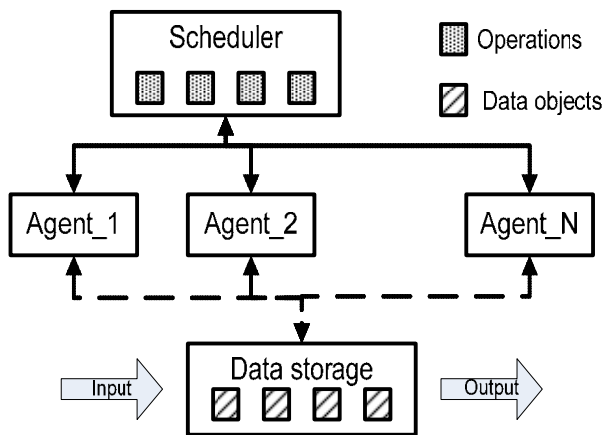 Scheduler
Operations
Data objects
Agent_1
Agent_2
Agent_N
Data storage
Input
Output